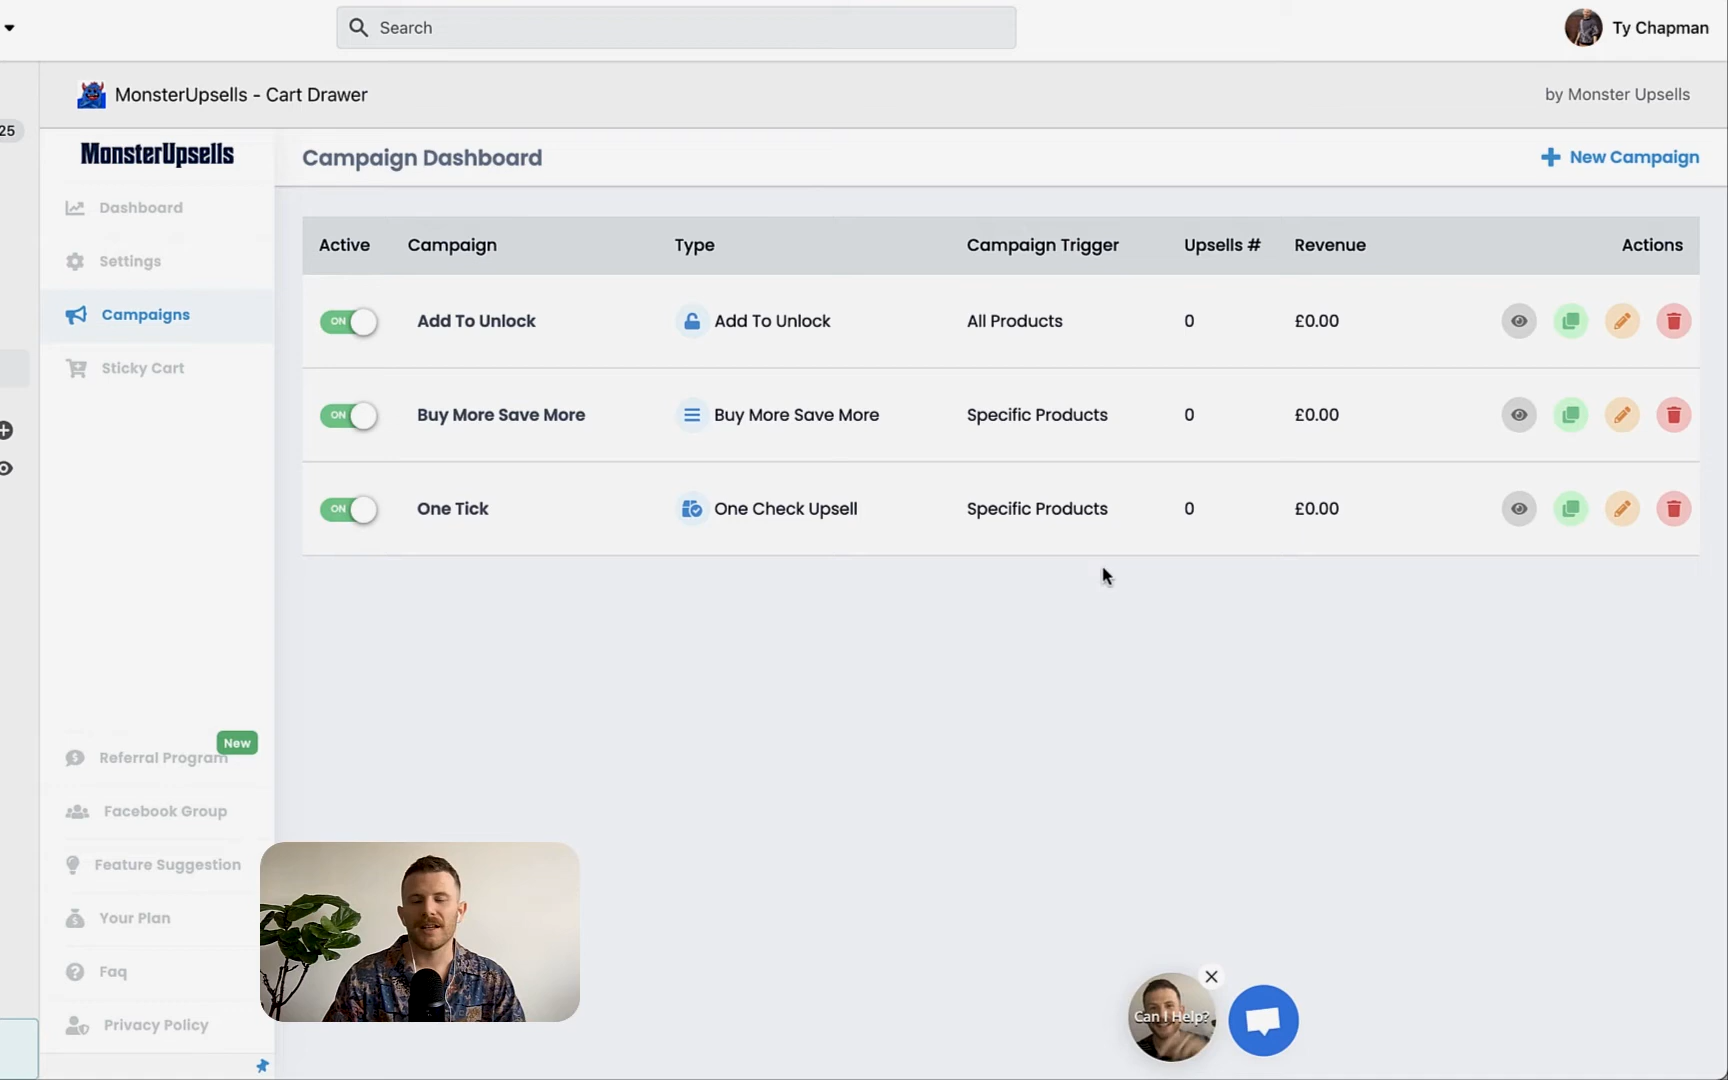 Search
Ty Chapman
MonsterUpsells - Cart Drawer
by Monster Upsells
25
MonsterUpsells
Campaign Dashboard
New Campaign
Dashboard
Settings
Campaigns
Sticky Cart
Active Campaign Type Campaign Trigger Upsells # Revenue Actions
ON Add To Unlock Add To Unlock All Products 0 £0.00
ON Buy More Save More Buy More Save More Specific Products 0 £0.00
ON One Tick One Check Upsell Specific Products 0 £0.00
New
Referral Program
Facebook Group
Feature Suggestion
Your Plan
Faq
Privacy Policy
Can I Help?